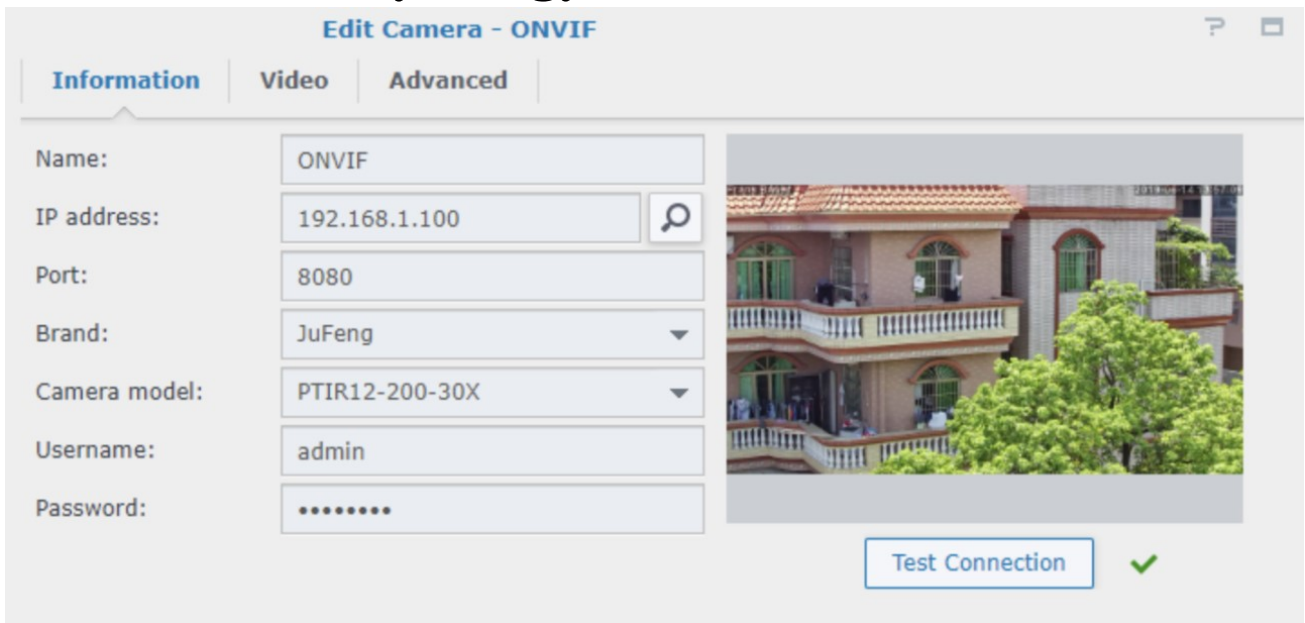 Edit Camera - ONVIF
Information Video Advanced
Name: ONVIF
IP address: 192.168.1.100
Port: 8080
Brand: JuFeng
Camera model: PTIR12-200-30X
Username: admin
Password: ••••••••
Test Connection